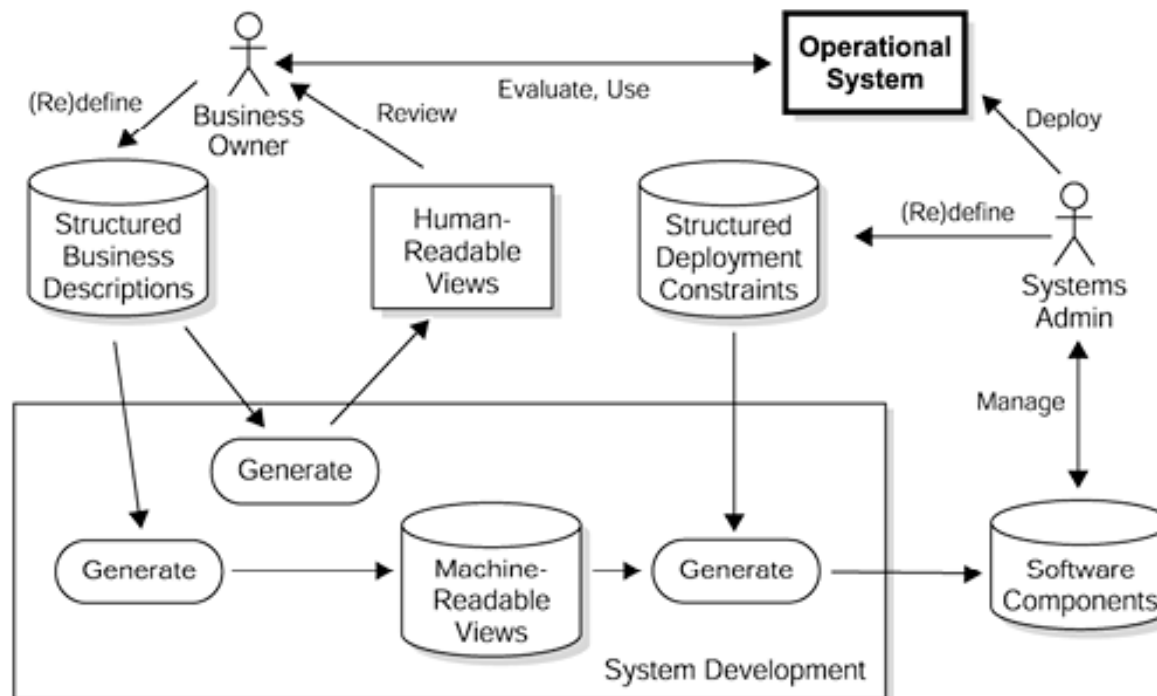 Operational
System
Evaluate, Use
(Re)define
Business
Owner
Review
Deploy
Structured
Business
Descriptions
Human-
Readable
Views
Structured
Deployment
Constraints
(Re)define
Systems
Admin
Manage
Generate
Generate
Machine-
Readable
Views
Generate
Software
Components
System Development